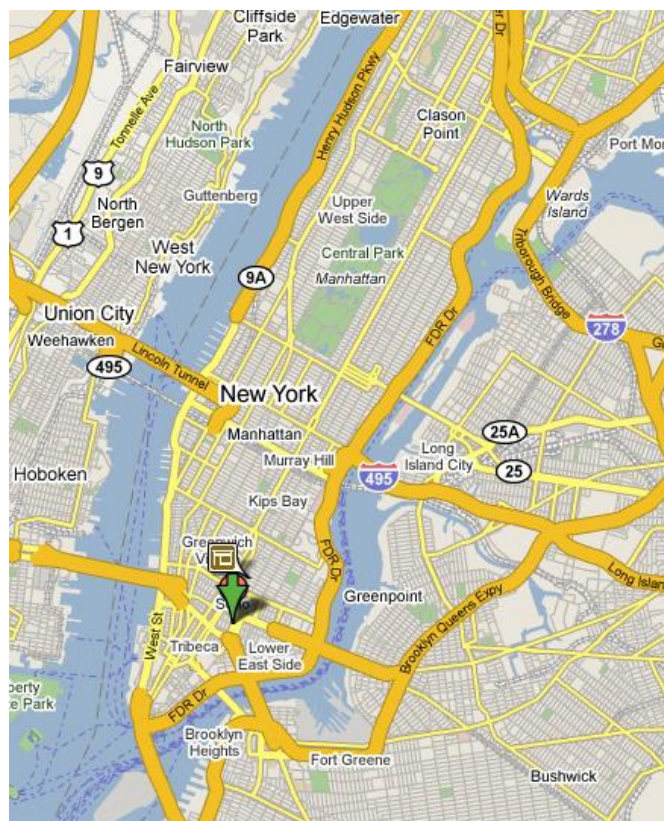 Cliffside
Park
Edgewater
Fairview
Tonnelle Ave
North
Hudson Park
Henry Hudson Pkwy
Clason
Point
9
Guttenberg
Upper
West Side
Wards
Island
North
Bergen
1
West
New York
Central Park
Manhattan
9A
Triborough Bridge
FDR Dr
Union City
278
Weehawken
495
Lincoln Tunnel
New York
25A
Manhattan
Long
Island City
25
Murray Hill
495
Hoboken
Kips Bay
Greenwich
FDR Dr
Long Island
Greenpoint
Brooklyn Queens Expy
West St
Tribeca
Lower
East Side
FDR Dr
Brooklyn
Heights
Fort Greene
Bushwick